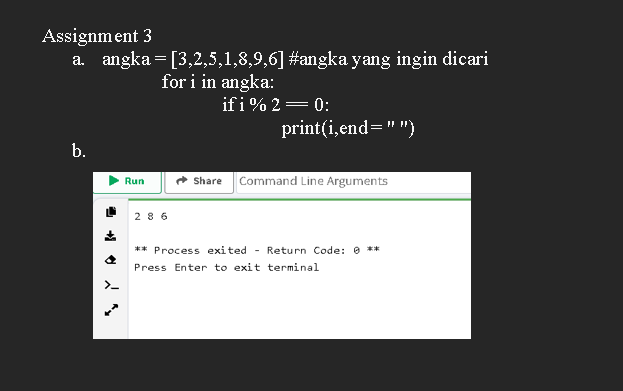 Assignment 3
a. angka = [3,2,5,1,8,9,6] #angka yang ingin dicari
for i in angka:
if i % 2 == 0:
print(i,end=" ")
b.
Run Share Command Line Arguments
2 8 6
** Process exited - Return Code: 0 **
Press Enter to exit terminal